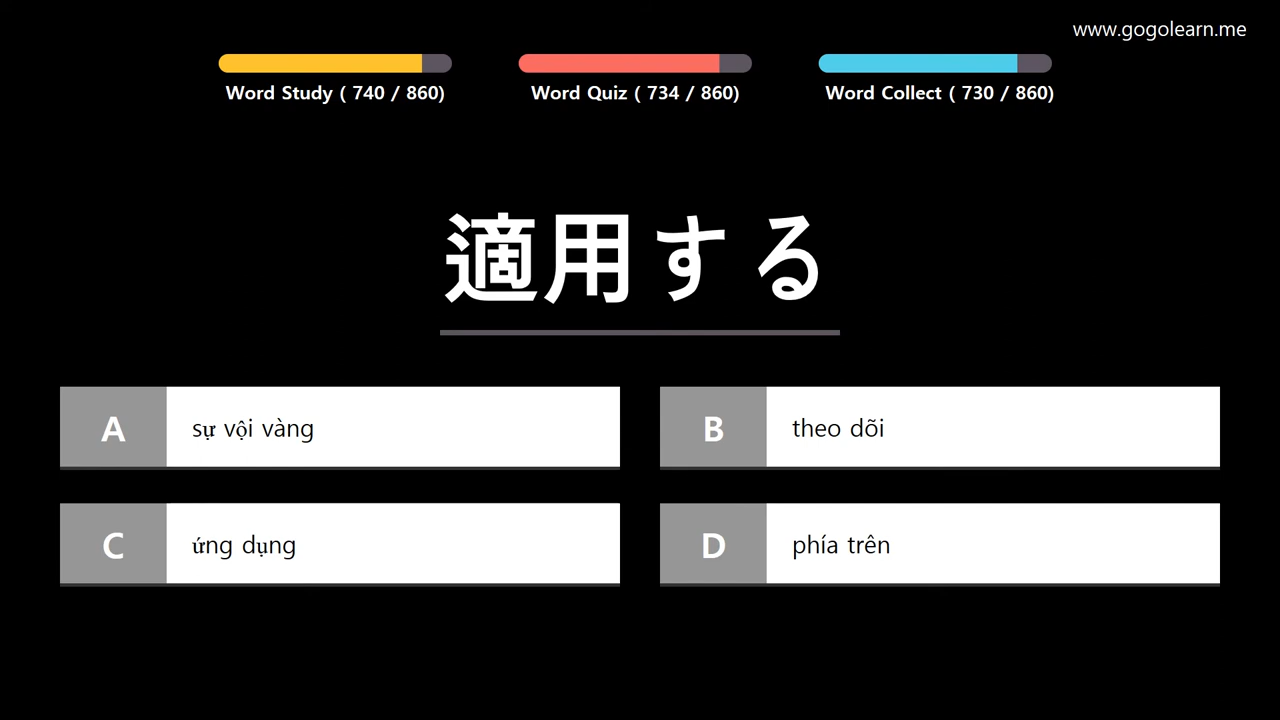 www.gogolearn.me
Word Study ( 740 / 860)
Word Quiz ( 734 / 860)
Word Collect ( 730 / 860)
適用する
A sự vội vàng
B theo dõi
C ứng dụng
D phía trên